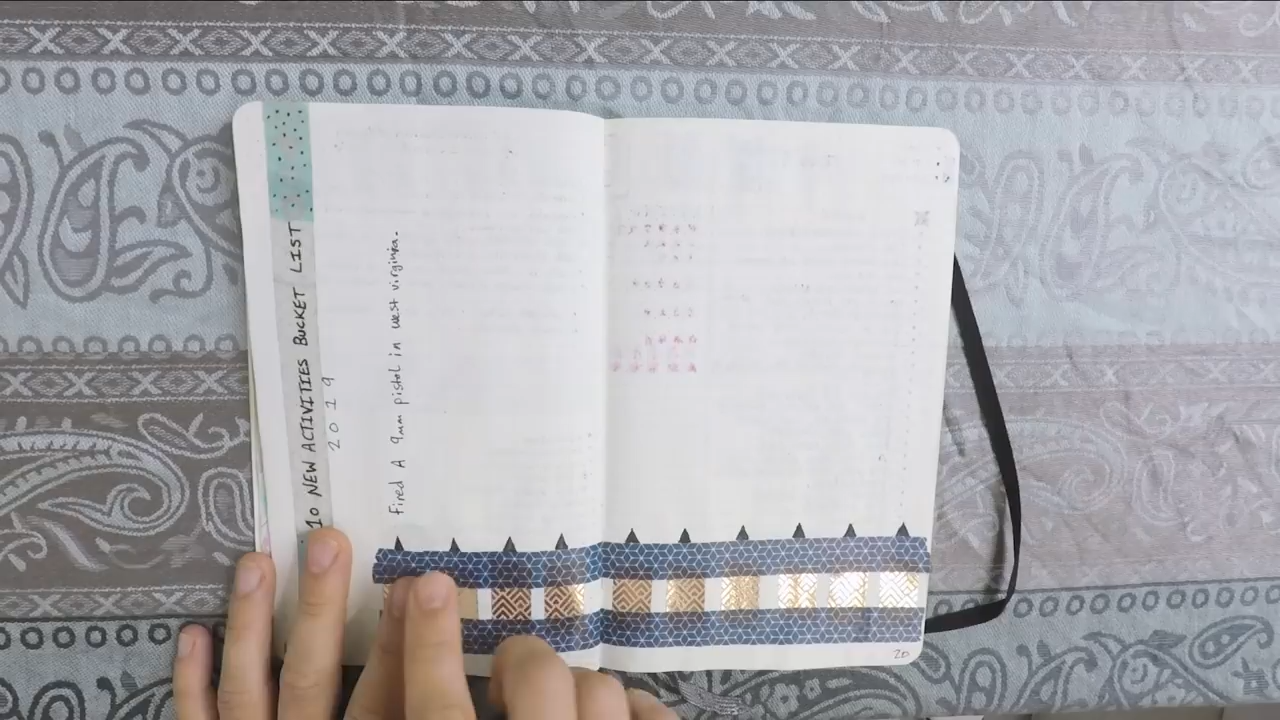 10 NEW ACTIVITIES BUCKET LIST
2019
Fired A 9mm pistol in west virginia.
20